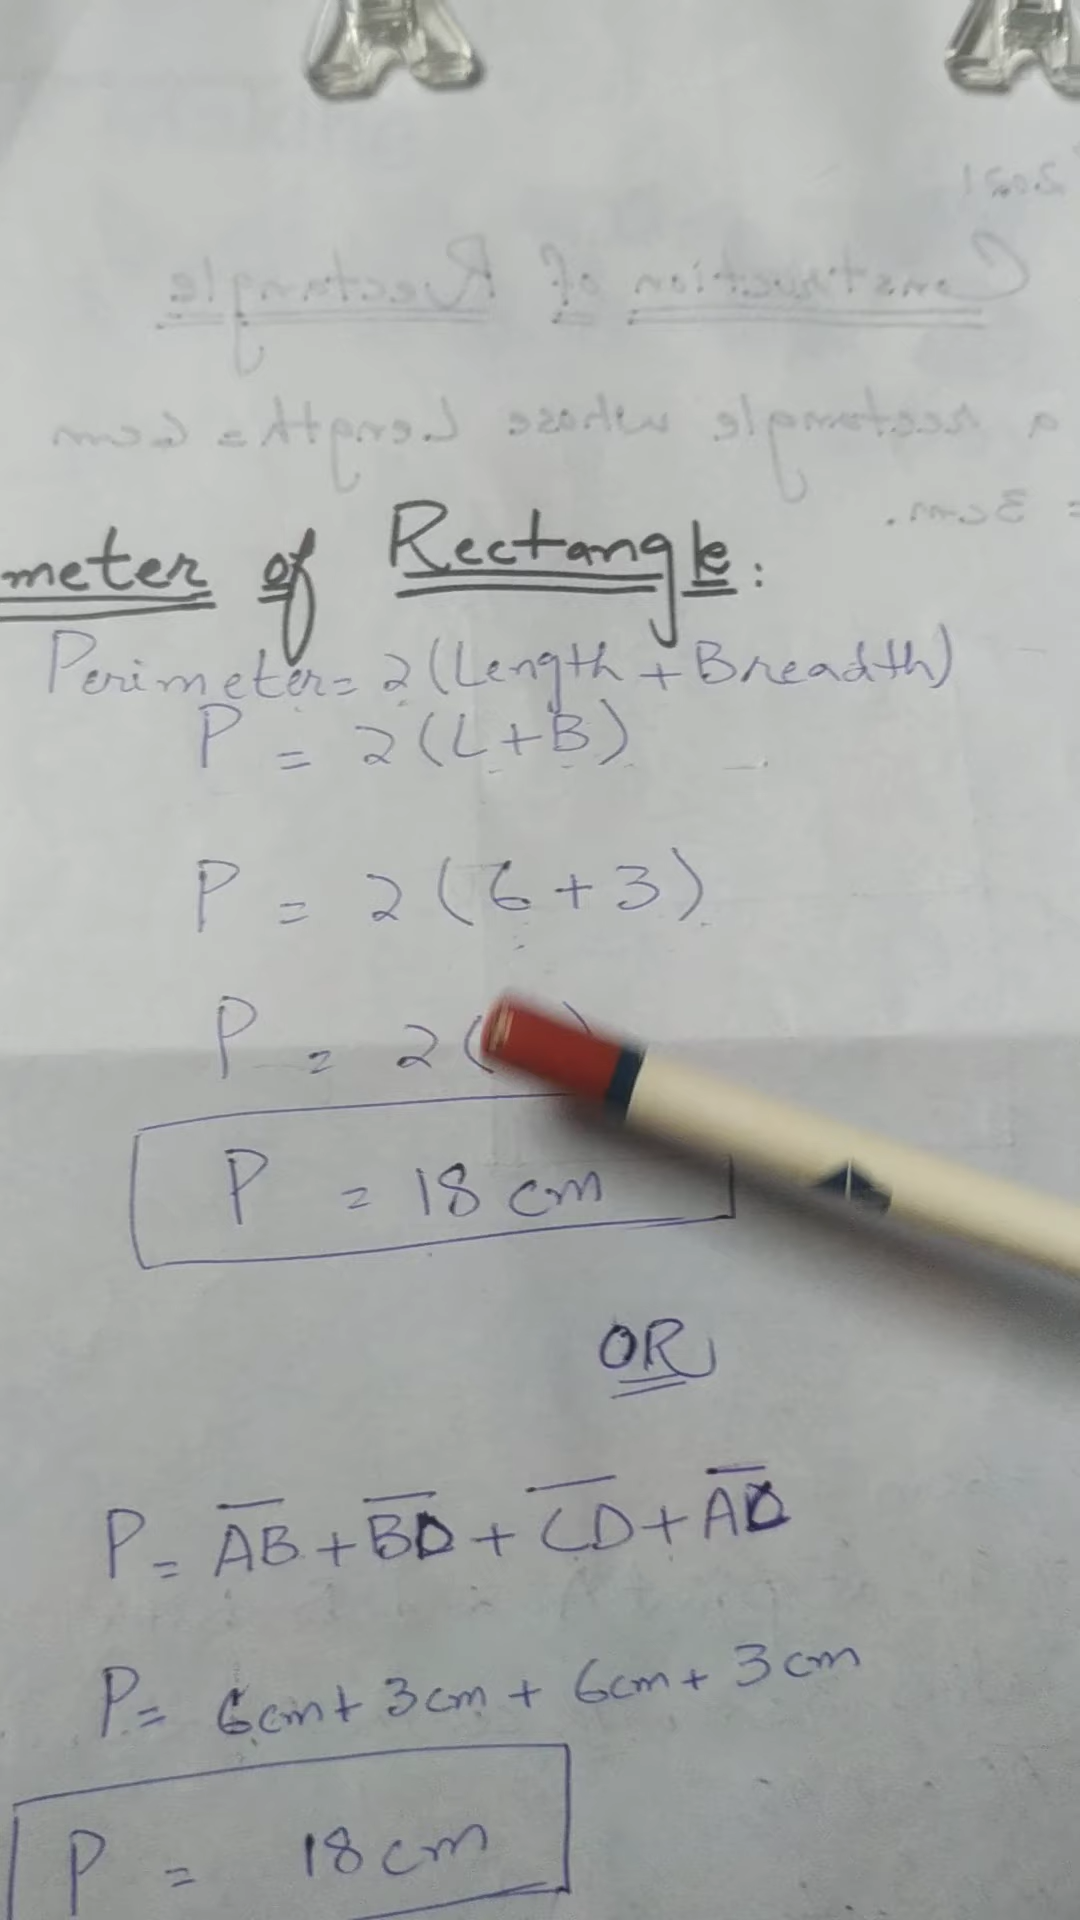 meter of Rectangle:
Perimeter = 2 (Length + Breadth)
P = 2 (L + B)
P = 2 (6 + 3)
P = 2 ( )
P = 18 cm
OR
P = AB + BD + CD + AC
P = 6cm + 3cm + 6cm + 3cm
P = 18cm